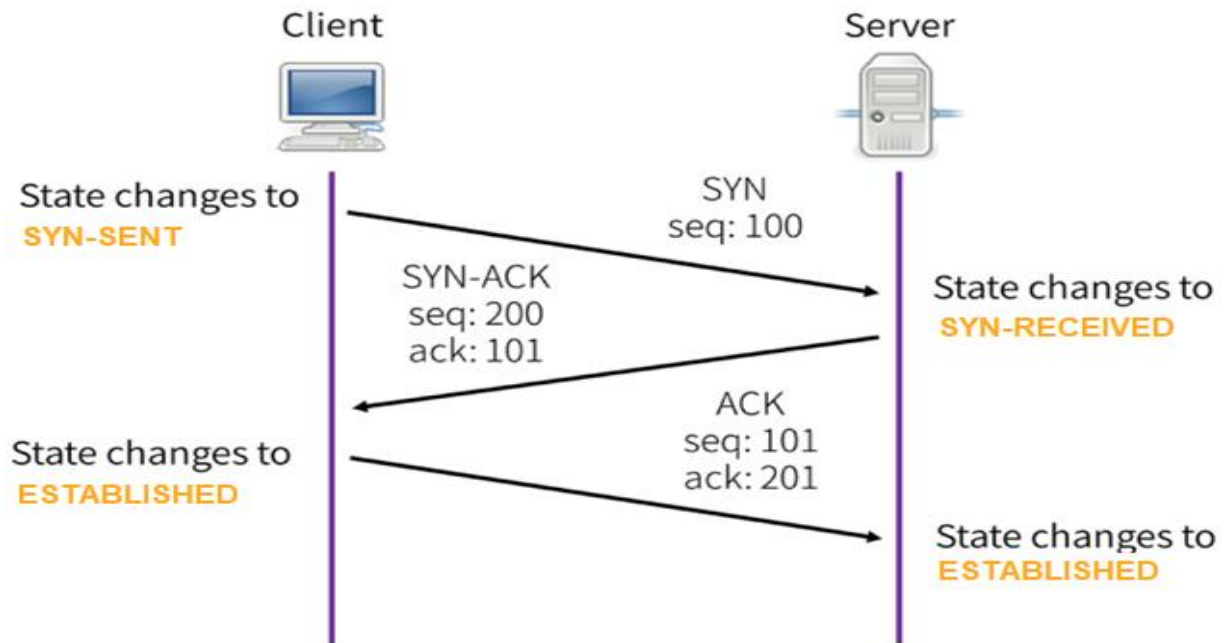 Client
Server
State changes to
SYN-SENT
SYN
seq: 100
SYN-ACK
seq: 200
ack: 101
State changes to
SYN-RECEIVED
ACK
seq: 101
ack: 201
State changes to
ESTABLISHED
State changes to
ESTABLISHED